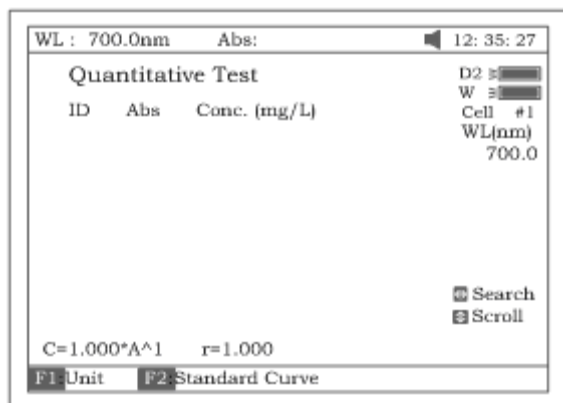 WL : 700.0nm Abs: 12: 35: 27
Quantitative Test
D2
W
ID Abs Conc. (mg/L)
Cell #1
WL(nm)
700.0
Search
Scroll
C=1.000*A^1 r=1.000
F1:Unit F2:Standard Curve